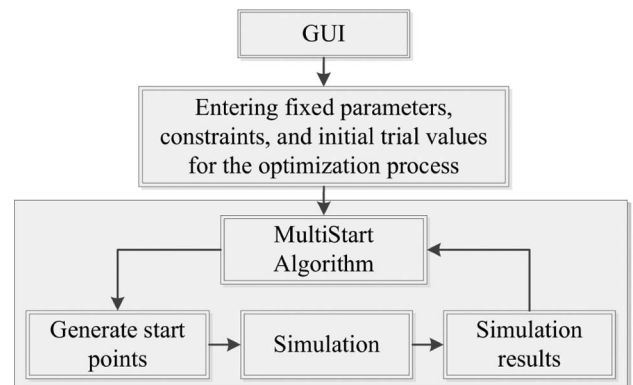 GUI
Entering fixed parameters,
constraints, and initial trial values
for the optimization process
MultiStart
Algorithm
Generate start
points
Simulation
Simulation
results